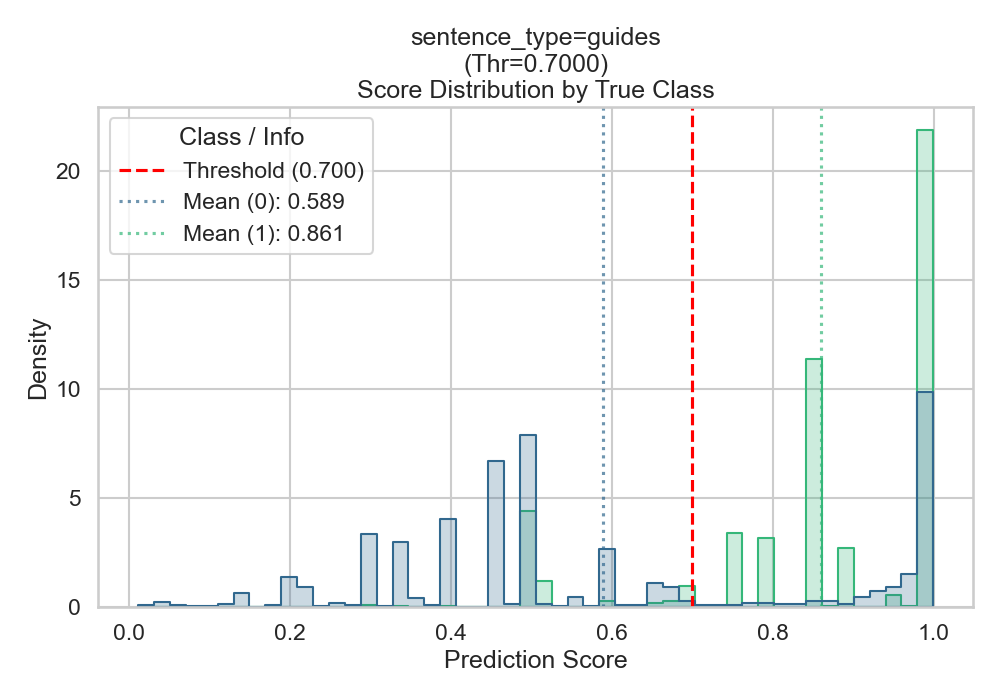 sentence_type=guides
(Thr=0.7000)
Score Distribution by True Class
Class / Info
Threshold (0.700)
Mean (0): 0.589
Mean (1): 0.861
20
15
10
5
0
Density
0.0 0.2 0.4 0.6 0.8 1.0
Prediction Score